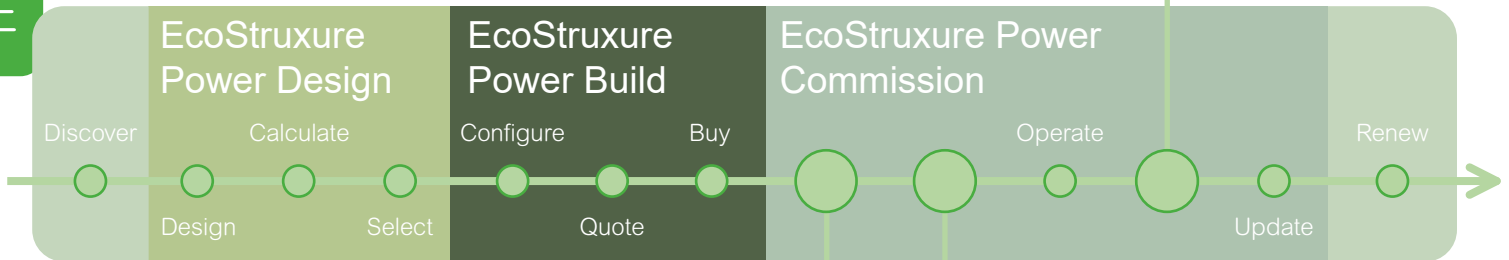 EcoStruxure
Power Design
EcoStruxure
Power Build
EcoStruxure Power
Commission
Discover
Calculate
Configure
Buy
Operate
Renew
Design
Select
Quote
Update